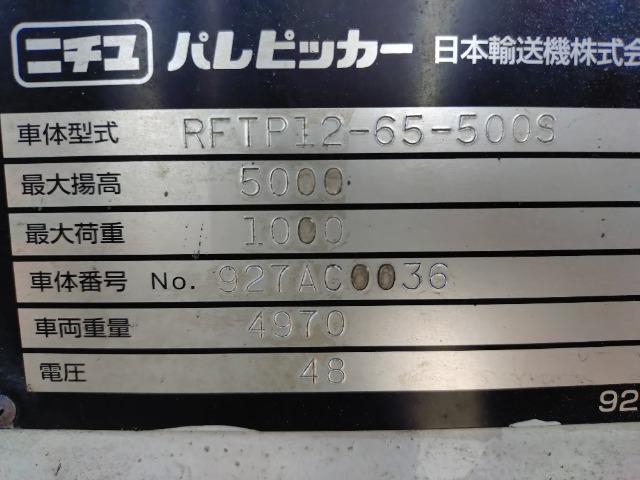 ニチユ パレピッカー 日本輸送機株式会
車体型式 RFTP12-65-500S
最大揚高 5000
最大荷重 1000
車体番号 No. 927AC0036
車両重量 4970
電圧 48
92